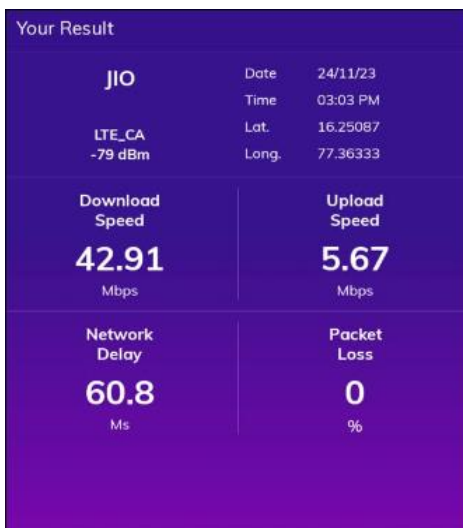 Your Result
JIO
LTE_CA
-79 dBm
Date 24/11/23
Time 03:03 PM
Lat. 16.25087
Long. 77.36333
Download
Speed
42.91
Mbps
Upload
Speed
5.67
Mbps
Network
Delay
60.8
Ms
Packet
Loss
0
%